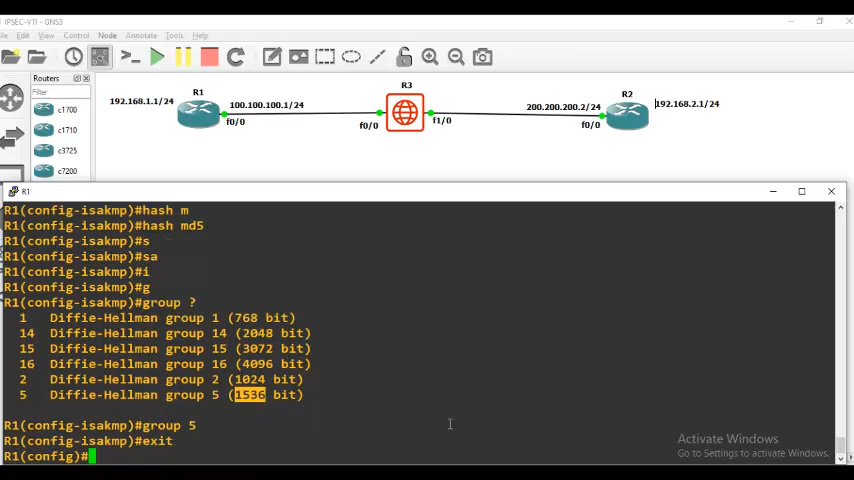 IPSEC-VTI - GNS3
File Edit View Control Node Annotate Tools Help
Routers
Filter
c1700
c1710
c3725
c7200
R3
R1
R2
192.168.1.1/24
100.100.100.1/24
200.200.200.2/24
192.168.2.1/24
f0/0
f0/0
f1/0
f0/0
R1
R1(config-isakmp)#hash m
R1(config-isakmp)#hash md5
R1(config-isakmp)#s
R1(config-isakmp)#sa
R1(config-isakmp)#i
R1(config-isakmp)#g
R1(config-isakmp)#group ?
1 Diffie-Hellman group 1 (768 bit)
14 Diffie-Hellman group 14 (2048 bit)
15 Diffie-Hellman group 15 (3072 bit)
16 Diffie-Hellman group 16 (4096 bit)
2 Diffie-Hellman group 2 (1024 bit)
5 Diffie-Hellman group 5 (1536 bit)
R1(config-isakmp)#group 5
R1(config-isakmp)#exit
R1(config)#
Activate Windows
Go to Settings to activate Windows.